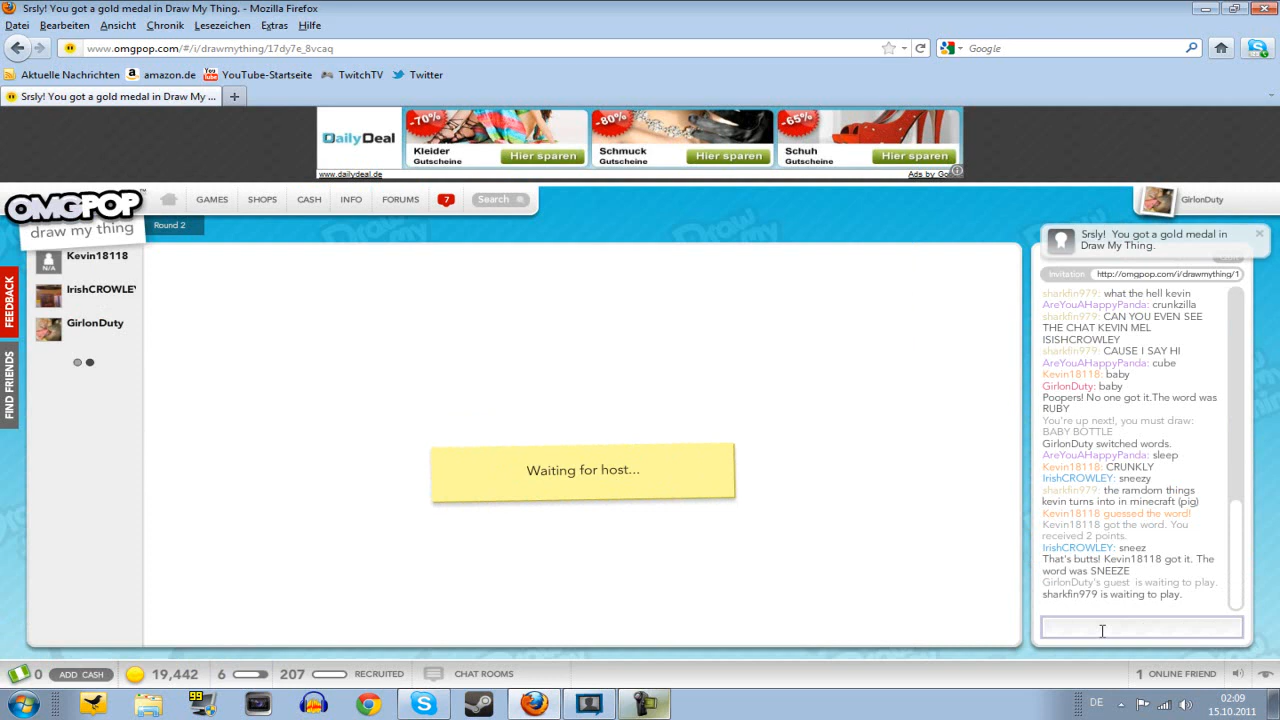 Srsly! You got a gold medal in Draw My Thing. - Mozilla Firefox
Datei Bearbeiten Ansicht Chronik Lesezeichen Extras Hilfe
www.omgpop.com/#/i/drawmything/17dy7e_8vcaq
Google
Aktuelle Nachrichten amazon.de YouTube-Startseite TwitchTV Twitter
Srsly! You got a gold medal in Draw My ...
DailyDeal
www.dailydeal.de
-70%
Kleider
Gutscheine
Hier sparen
-80%
Schmuck
Gutscheine
Hier sparen
-65%
Schuh
Gutscheine
Hier sparen
OMGPOP
draw my thing
GAMES SHOPS CASH INFO FORUMS 7 Search
GirlonDuty
Round 2
Kevin18118
N/A
IrishCROWLEY
GirlonDuty
FEEDBACK
FIND FRIENDS
Waiting for host...
Srsly! You got a gold medal in
Draw My Thing.
Invitation http://omgpop.com/i/drawmything/1
sharkfin979: what the hell kevin
AreYouAHappyPanda: crunkzilla
sharkfin979: CAN YOU EVEN SEE
THE CHAT KEVIN MEL
ISISHCROWLEY
sharkfin979: CAUSE I SAY HI
AreYouAHappyPanda: cube
Kevin18118: baby
GirlonDuty: baby
Poopers! No one got it.The word was
RUBY
You're up next!, you must draw:
BABY BOTTLE
GirlonDuty switched words.
AreYouAHappyPanda: sleep
Kevin18118: CRUNKLY
IrishCROWLEY: sneezy
sharkfin979: the ramdom things
kevin turns into in minecraft (pig)
Kevin18118 guessed the word!
Kevin18118 got the word. You
received 2 points.
IrishCROWLEY: sneez
That's butts! Kevin18118 got it. The
word was SNEEZE
GirlonDuty's guest is waiting to play.
sharkfin979 is waiting to play.
0 ADD CASH 19,442 6 207 RECRUITED CHAT ROOMS 1 ONLINE FRIEND
99
DE
02:09
15.10.2011